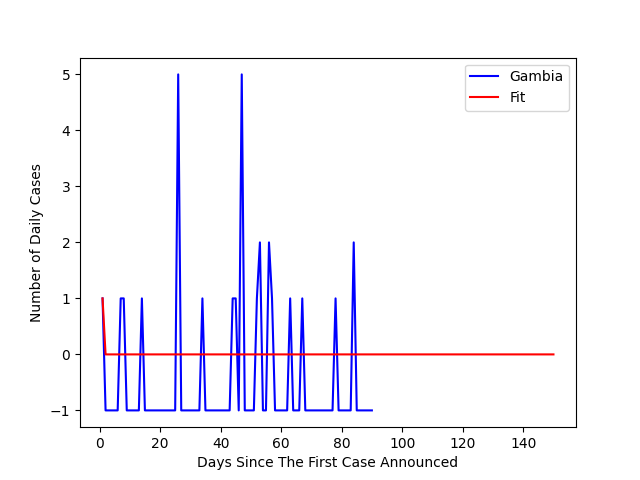 Gambia
Fit
Number of Daily Cases
5
4
3
2
1
0
−1
0 20 40 60 80 100 120 140
Days Since The First Case Announced